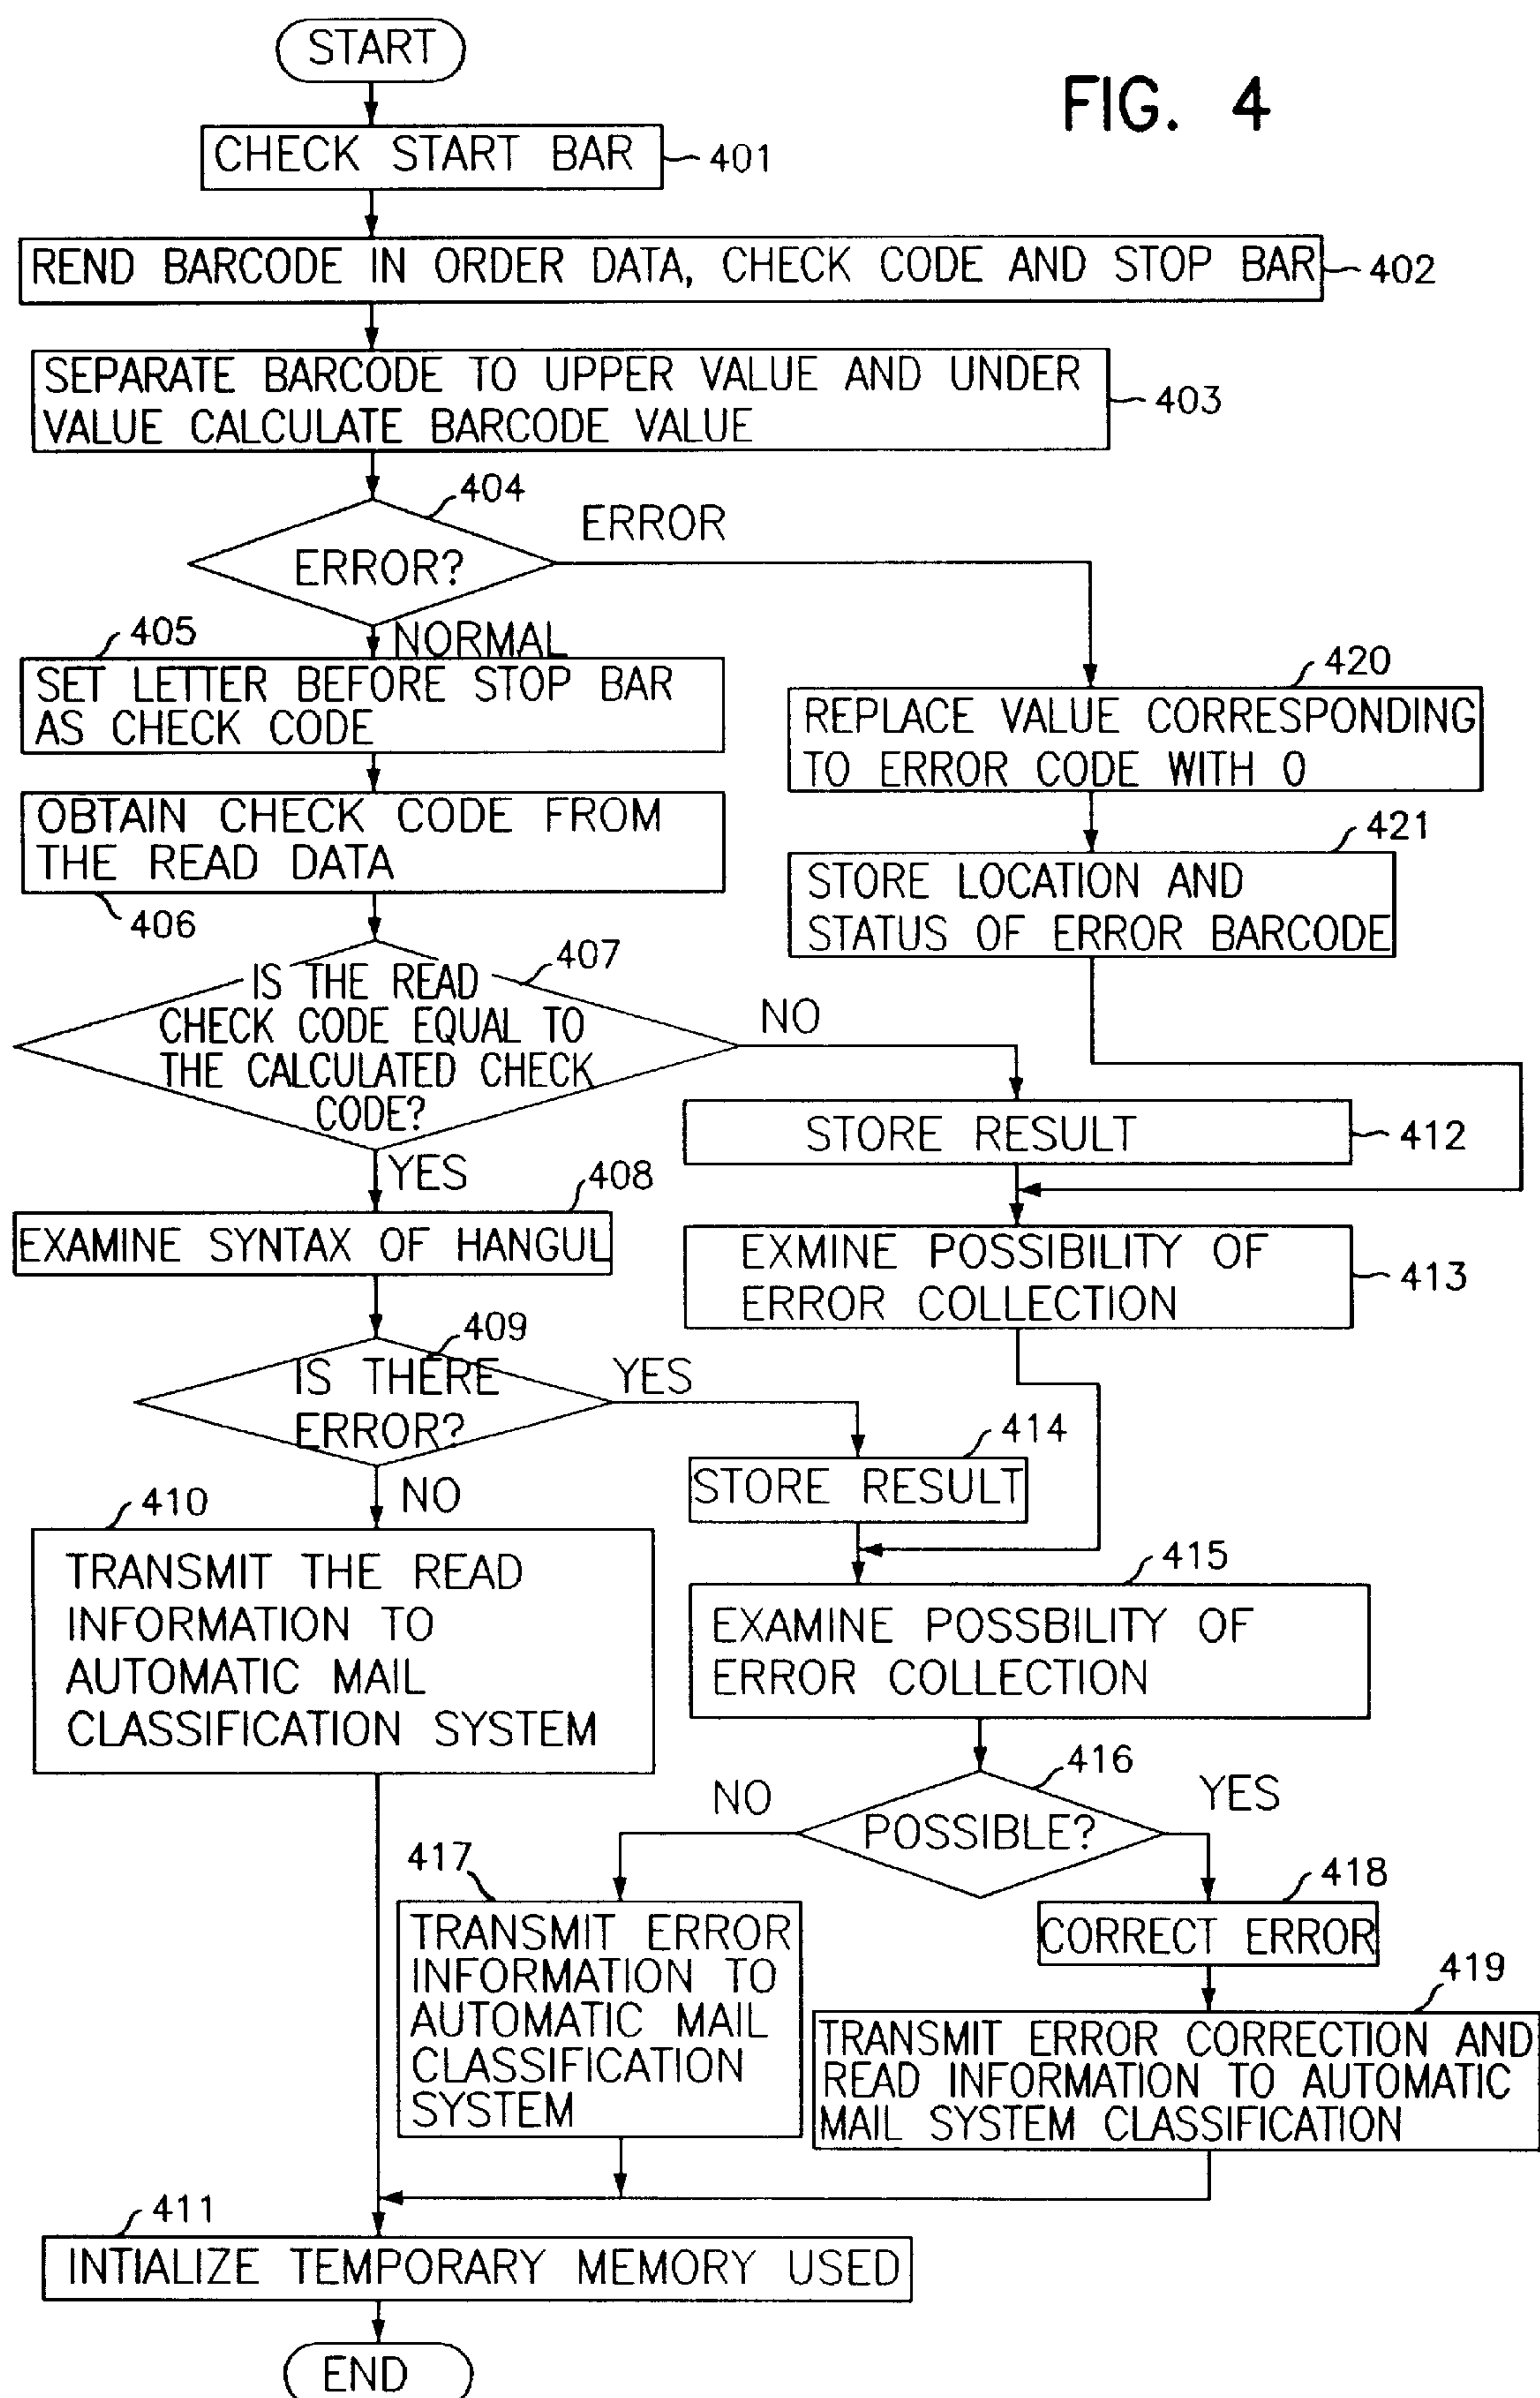 START
FIG. 4
CHECK START BAR
401
REND BARCODE IN ORDER DATA, CHECK CODE AND STOP BAR
402
SEPARATE BARCODE TO UPPER VALUE AND UNDER
VALUE CALCULATE BARCODE VALUE
403
404
ERROR?
ERROR
NORMAL
405
SET LETTER BEFORE STOP BAR
AS CHECK CODE
OBTAIN CHECK CODE FROM
THE READ DATA
406
420
REPLACE VALUE CORRESPONDING
TO ERROR CODE WITH 0
421
STORE LOCATION AND
STATUS OF ERROR BARCODE
407
IS THE READ
CHECK CODE EQUAL TO
THE CALCULATED CHECK
CODE?
NO
YES
STORE RESULT
412
408
EXAMINE SYNTAX OF HANGUL
EXMINE POSSIBILITY OF
ERROR COLLECTION
413
409
IS THERE
ERROR?
YES
NO
414
STORE RESULT
410
TRANSMIT THE READ
INFORMATION TO
AUTOMATIC MAIL
CLASSIFICATION SYSTEM
415
EXAMINE POSSBILITY OF
ERROR COLLECTION
416
POSSIBLE?
NO
YES
417
TRANSMIT ERROR
INFORMATION TO
AUTOMATIC MAIL
CLASSIFICATION
SYSTEM
418
CORRECT ERROR
419
TRANSMIT ERROR CORRECTION AND
READ INFORMATION TO AUTOMATIC
MAIL SYSTEM CLASSIFICATION
411
INTIALIZE TEMPORARY MEMORY USED
END